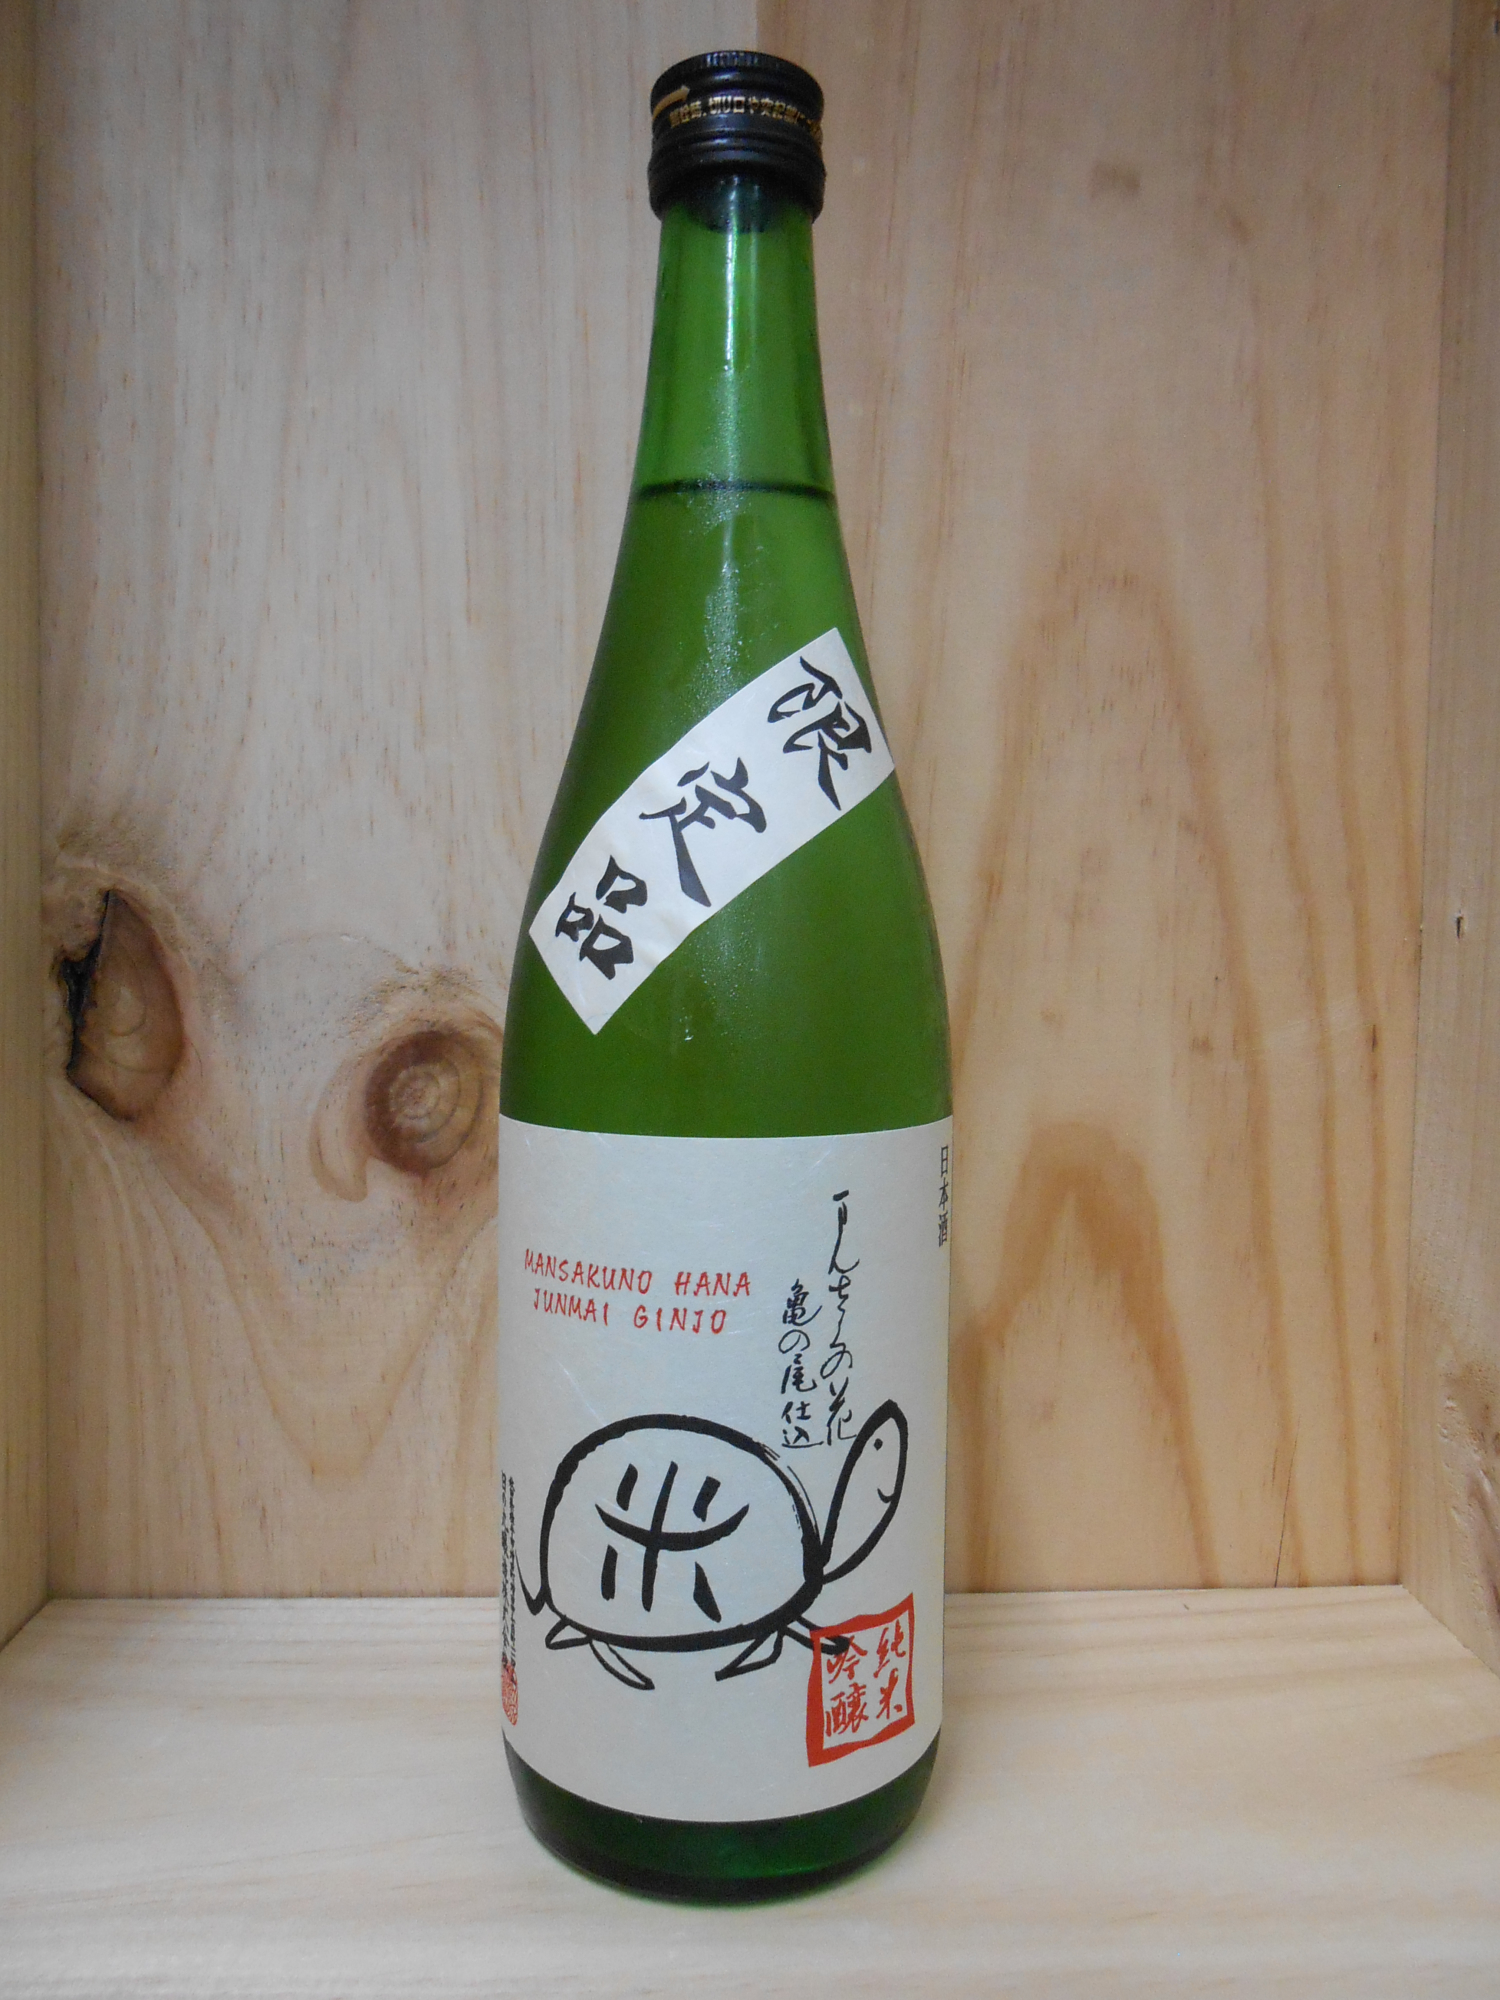 限定品
日本酒
まんさくの花
亀の尾仕込
MANSAKUNO HANA
JUNMAI GINJO
米
純米
吟醸